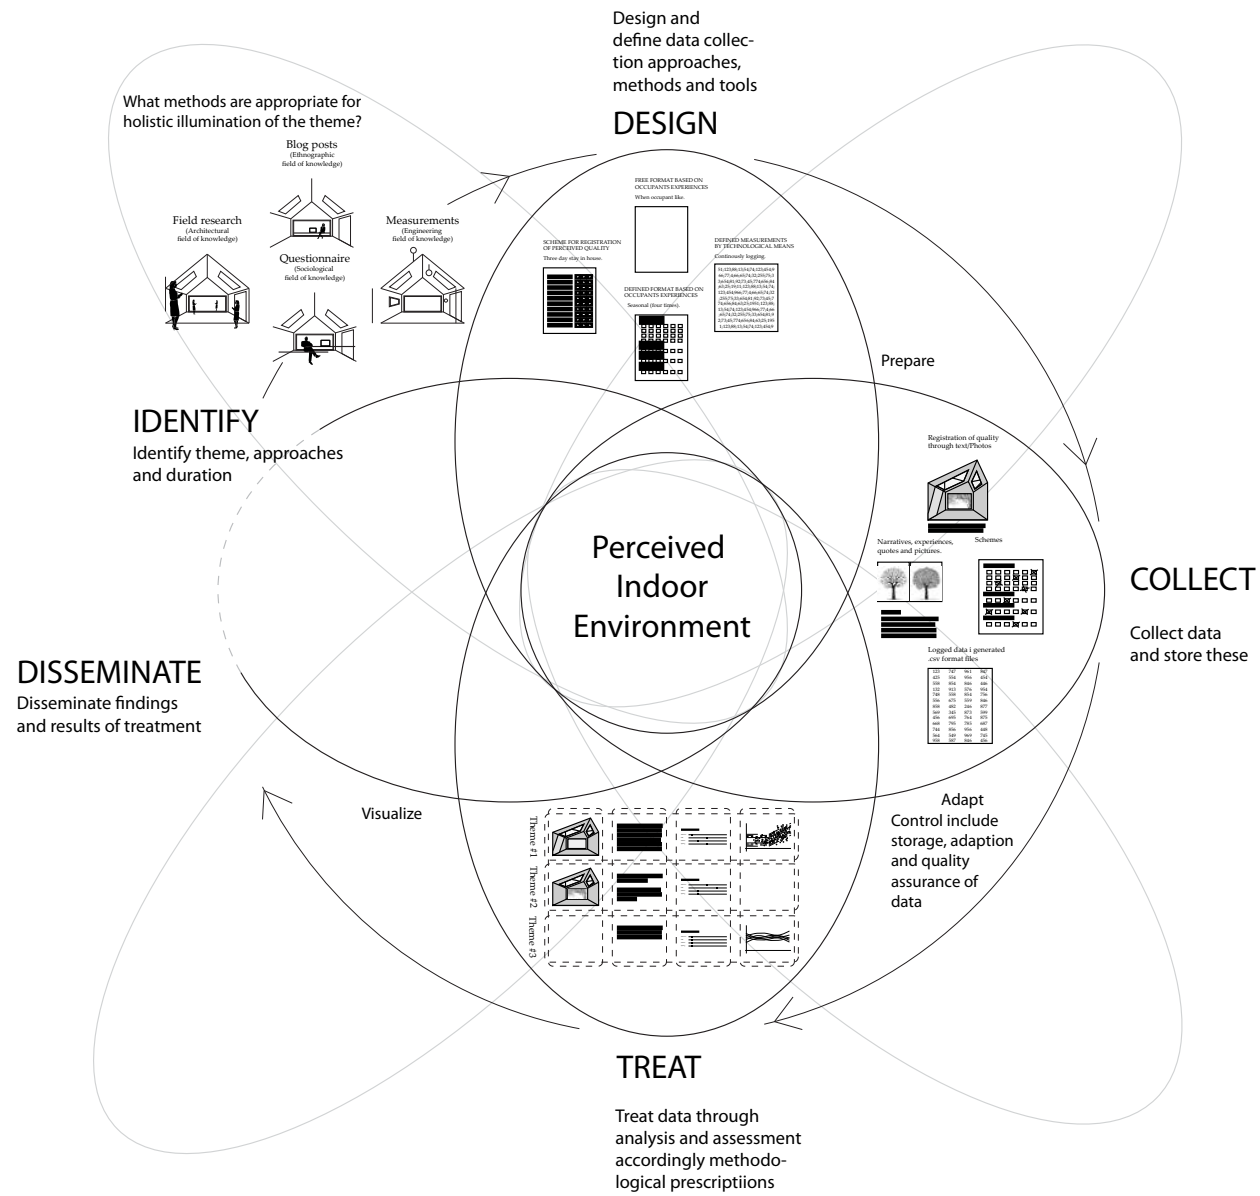 Design and
define data collec-
tion approaches,
methods and tools
DESIGN
What methods are appropriate for
holistic illumination of the theme?
Blog posts
(Ethnographic
field of knowledge)
Field research
(Architectural
field of knowledge)
Measurements
(Engineering
field of knowledge)
Questionnaire
(Sociological
field of knowledge)
IDENTIFY
Identify theme, approaches
and duration
FREE FORMAT BASED ON
OCCUPANTS EXPERIENCES
When occupant like.
SCHEME FOR REGISTRATION
OF PERCEIVED QUALITY
Three day stay in house.
DEFINED MEASUREMENTS
BY TECHNOLOGICAL MEANS
Continously logging.
DEFINED FORMAT BASED ON
OCCUPANTS EXPERIENCES
Seasonal (four times).
Prepare
Registration of quality
through text/Photos
Narratives, experiences,
quotes and pictures.
Schemes
Logged data i generated
.csv format files
COLLECT
Collect data
and store these
Perceived
Indoor
Environment
DISSEMINATE
Disseminate findings
and results of treatment
Visualize
Adapt
Control include
storage, adaption
and quality
assurance of
data
Theme #1
Theme #2
Theme #3
TREAT
Treat data through
analysis and assessment
accordingly methodo-
logical prescriptiions